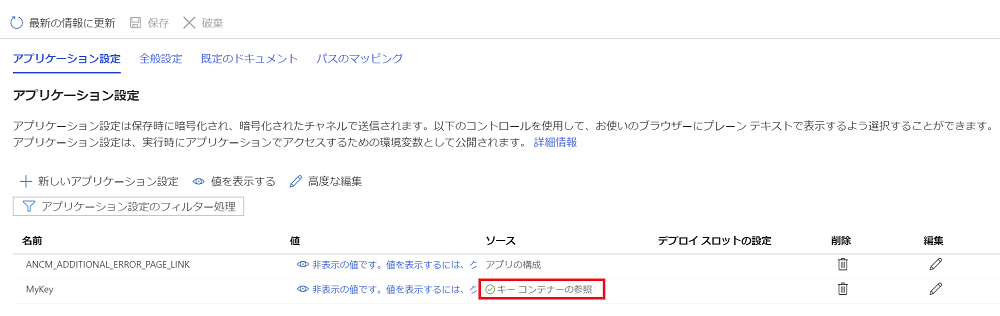 最新の情報に更新 保存 破棄
アプリケーション設定 全般設定 既定のドキュメント パスのマッピング
アプリケーション設定
アプリケーション設定は保存時に暗号化され、暗号化されたチャネルで送信されます。以下のコントロールを使用して、お使いのブラウザーにプレーン テキストで表示するよう選択することができます。
アプリケーション設定は、実行時にアプリケーションでアクセスするための環境変数として公開されます。 詳細情報
新しいアプリケーション設定 値を表示する 高度な編集
アプリケーション設定のフィルター処理
名前 値 ソース デプロイ スロットの設定 削除 編集
ANCM_ADDITIONAL_ERROR_PAGE_LINK 非表示の値です。値を表示するには、ク アプリの構成
MyKey 非表示の値です。値を表示するには、ク キー コンテナーの参照